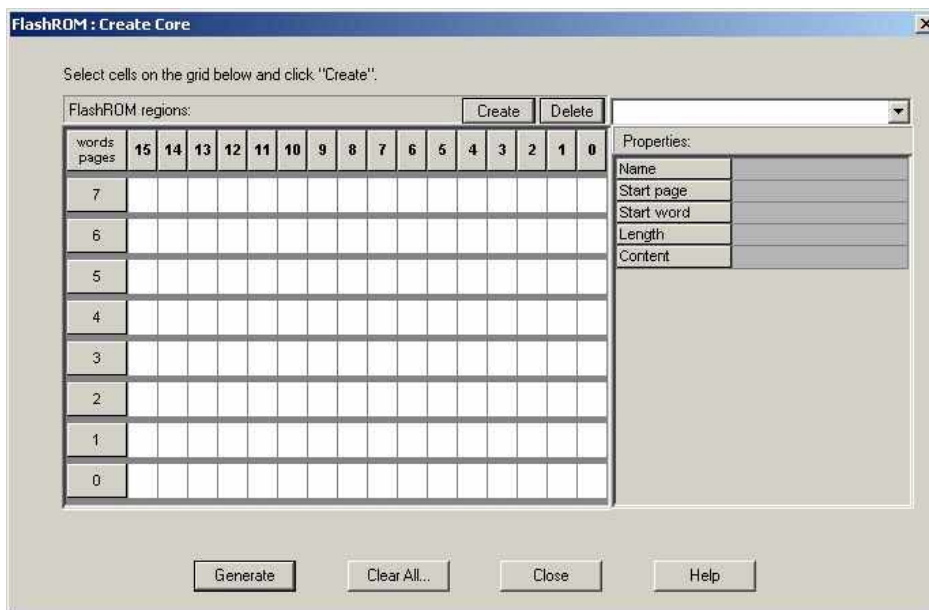 FlashROM : Create Core
Select cells on the grid below and click "Create".
FlashROM regions: Create Delete
words pages 15 14 13 12 11 10 9 8 7 6 5 4 3 2 1 0
7
6
5
4
3
2
1
0
Properties:
Name
Start page
Start word
Length
Content
Generate Clear All... Close Help